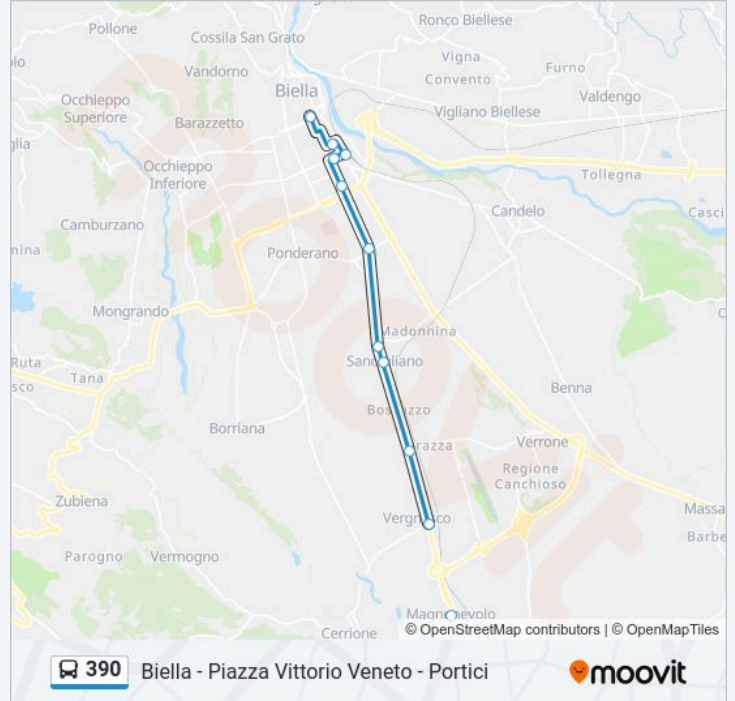 Pollone
Ronco Biellese
Cossila San Grato
Vandorno
Vigna
Convento
Furno
Biella
Valdengo
Occhieppo
Superiore
Barazzetto
Vigliano Biellese
Occhieppo
Inferiore
Tollegna
Candelo
Camburzano
Ponderano
Mongrando
Madonnina
Ruta
Tana
Benna
Borriana
Verrone
Regione
Canchioso
Zubiena
Massa
Barbe
Parogno
Vermogno
Cerrione
© OpenStreetMap contributors | © OpenMapTiles
390 Biella - Piazza Vittorio Veneto - Portici
moovit